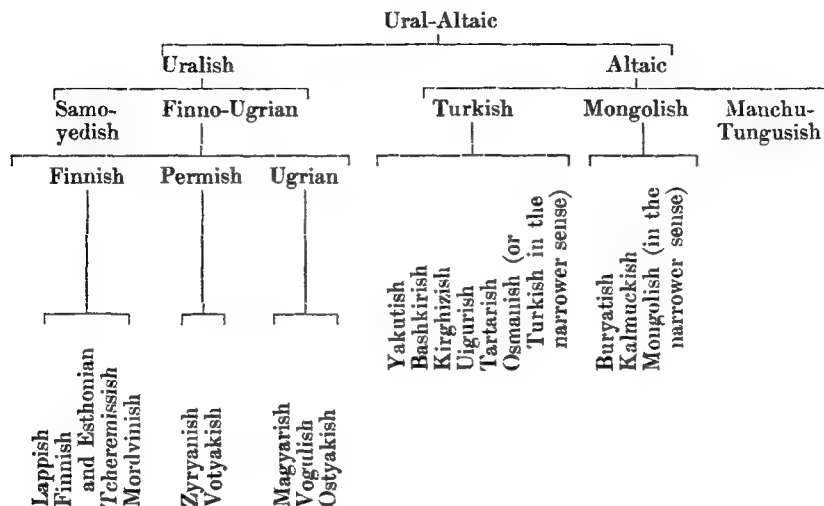 Ural-Altaic
Uralish
Altaic
Samo-
yedish
Finno-Ugrian
Turkish
Mongolish
Manchu-
Tungusish
Finnish
Permish
Ugrian
Lappish
Finnish
and Esthonian
Tcheremissish
Mordvinish
Zyryanish
Votyakish
Magyarish
Vogulish
Ostyakish
Yakutish
Bashkirish
Kirghizish
Uigurish
Tartarish
Osmanish (or
Turkish in the
narrower sense)
Buryatish
Kalmuckish
Mongolish (in the
narrower sense)